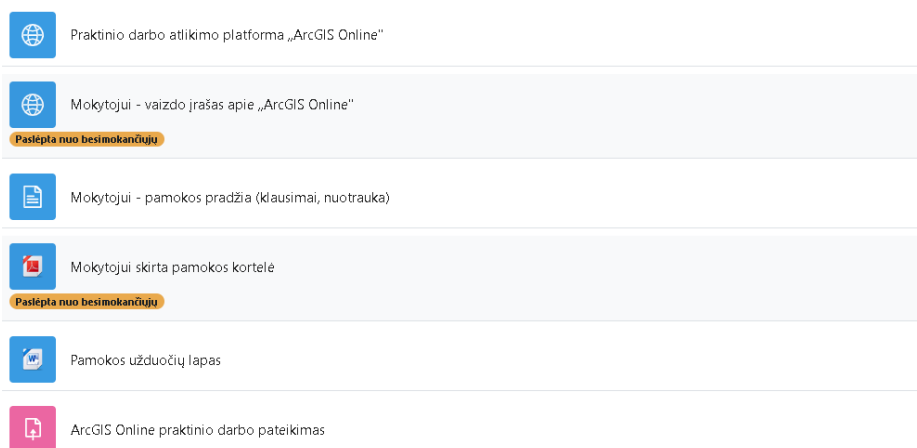 Praktinio darbo atlikimo platforma „ArcGIS Online"
Mokytojui - vaizdo įrašas apie „ArcGIS Online"
Paslėpta nuo besimokančiųjų
Mokytojui - pamokos pradžia (klausimai, nuotrauka)
Mokytojui skirta pamokos kortelė
Paslėpta nuo besimokančiųjų
Pamokos užduočių lapas
ArcGIS Online praktinio darbo pateikimas